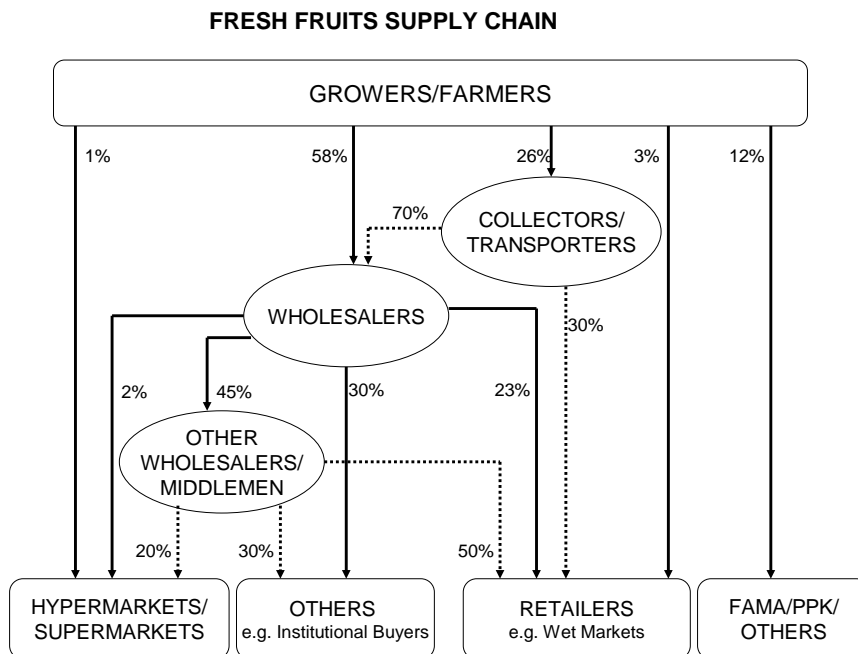 FRESH FRUITS SUPPLY CHAIN
GROWERS/FARMERS
1%
58%
26%
3%
12%
70%
COLLECTORS/
TRANSPORTERS
WHOLESALERS
30%
2%
45%
30%
23%
OTHER
WHOLESALERS/
MIDDLEMEN
20%
30%
50%
HYPERMARKETS/
SUPERMARKETS
OTHERS
e.g. Institutional Buyers
RETAILERS
e.g. Wet Markets
FAMA/PPK/
OTHERS